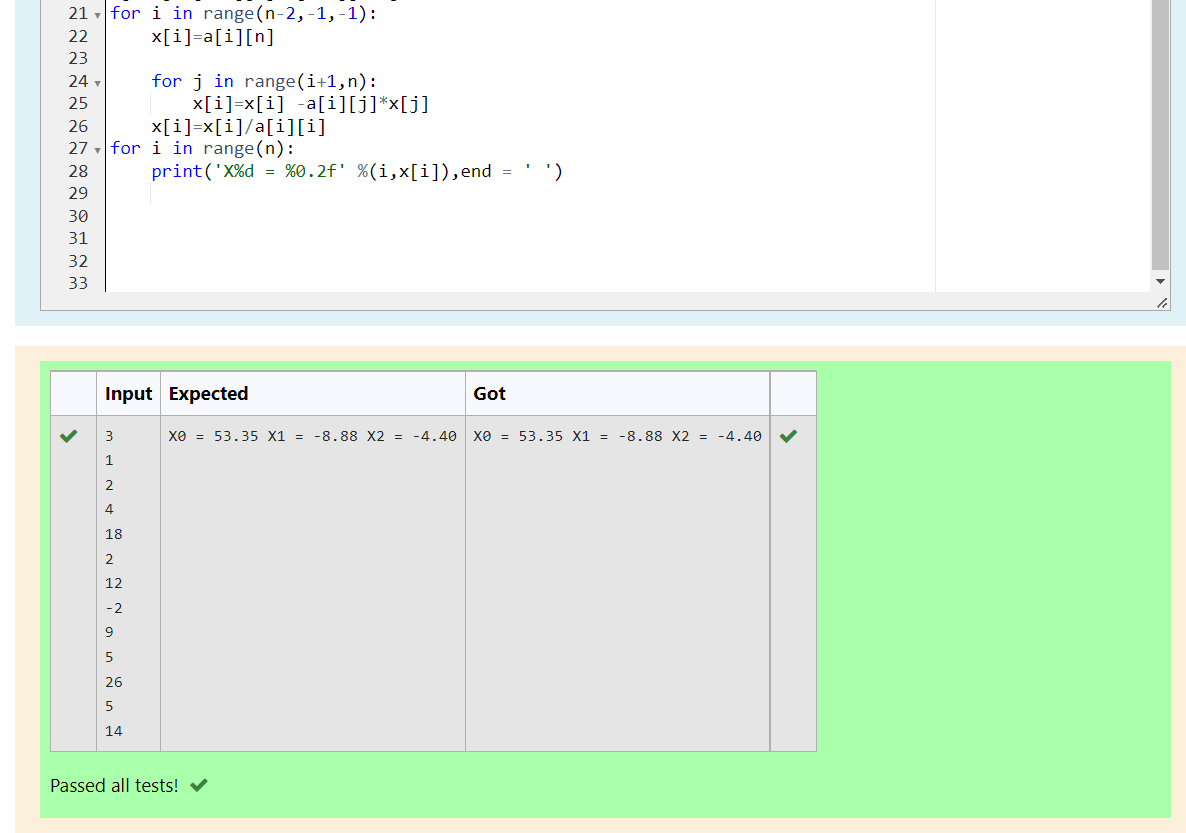 21 for i in range(n-2,-1,-1):
22     x[i]=a[i][n]
23
24     for j in range(i+1,n):
25         x[i]=x[i] -a[i][j]*x[j]
26     x[i]=x[i]/a[i][i]
27 for i in range(n):
28     print('X%d = %0.2f' %(i,x[i]),end = ' ')
29
30
31
32
33
Input Expected Got
3 X0 = 53.35 X1 = -8.88 X2 = -4.40 X0 = 53.35 X1 = -8.88 X2 = -4.40
1
2
4
18
2
12
-2
9
5
26
5
14
Passed all tests!